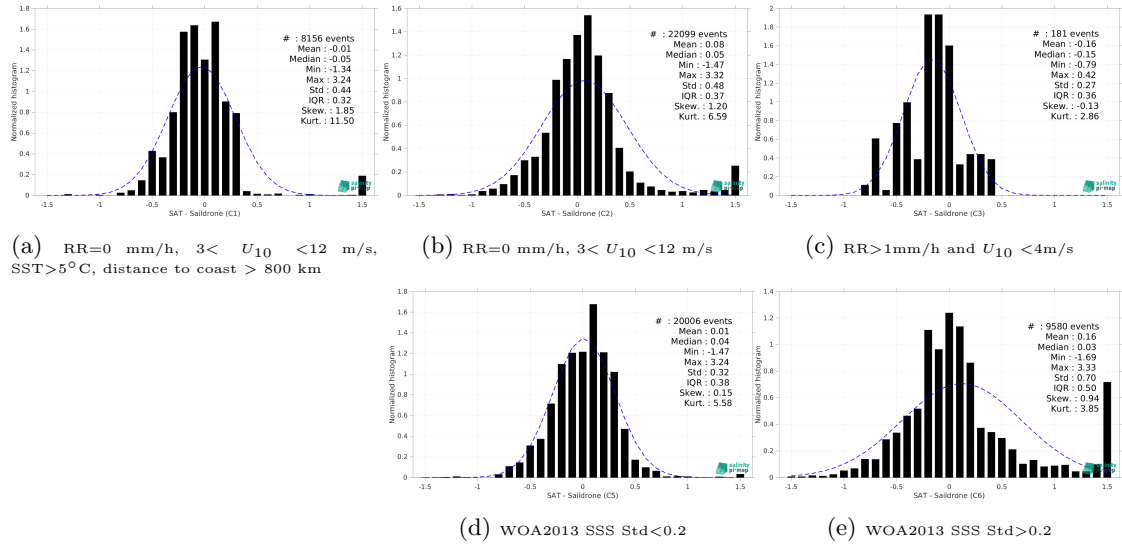 1.8
1.6
1.4
1.2
1
0.8
0.6
0.4
0.2
0
Normalized histogram
# : 8156 events
Mean : -0.01
Median : -0.05
Min : -1.34
Max : 3.24
Std : 0.44
IQR : 0.32
Skew. : 1.85
Kurt. : 11.50
salinity
pi-mep
-1.5 -1 -0.5 0 0.5 1 1.5
SAT - Saildrone (C1)
(a) RR=0 mm/h, 3< U10 <12 m/s,
SST>5°C, distance to coast > 800 km
1.6
1.4
1.2
1
0.8
0.6
0.4
0.2
0
Normalized histogram
# : 22099 events
Mean : 0.08
Median : 0.05
Min : -1.47
Max : 3.32
Std : 0.48
IQR : 0.37
Skew. : 1.20
Kurt. : 6.59
salinity
pi-mep
-1.5 -1 -0.5 0 0.5 1 1.5
SAT - Saildrone (C2)
(b) RR=0 mm/h, 3< U10 <12 m/s
2
1.8
1.6
1.4
1.2
1
0.8
0.6
0.4
0.2
0
Normalized histogram
# : 181 events
Mean : -0.16
Median : -0.15
Min : -0.79
Max : 0.42
Std : 0.27
IQR : 0.36
Skew. : -0.13
Kurt. : 2.86
salinity
pi-mep
-1.5 -1 -0.5 0 0.5 1 1.5
SAT - Saildrone (C3)
(c) RR>1mm/h and U10 <4m/s
1.8
1.6
1.4
1.2
1
0.8
0.6
0.4
0.2
0
Normalized histogram
# : 20006 events
Mean : 0.01
Median : 0.04
Min : -1.47
Max : 3.24
Std : 0.32
IQR : 0.38
Skew. : 0.15
Kurt. : 5.58
salinity
pi-mep
-1.5 -1 -0.5 0 0.5 1 1.5
SAT - Saildrone (C5)
(d) WOA2013 SSS Std<0.2
1.4
1.2
1
0.8
0.6
0.4
0.2
0
Normalized histogram
# : 9580 events
Mean : 0.16
Median : 0.03
Min : -1.69
Max : 3.33
Std : 0.70
IQR : 0.50
Skew. : 0.94
Kurt. : 3.85
salinity
pi-mep
-1.5 -1 -0.5 0 0.5 1 1.5
SAT - Saildrone (C6)
(e) WOA2013 SSS Std>0.2